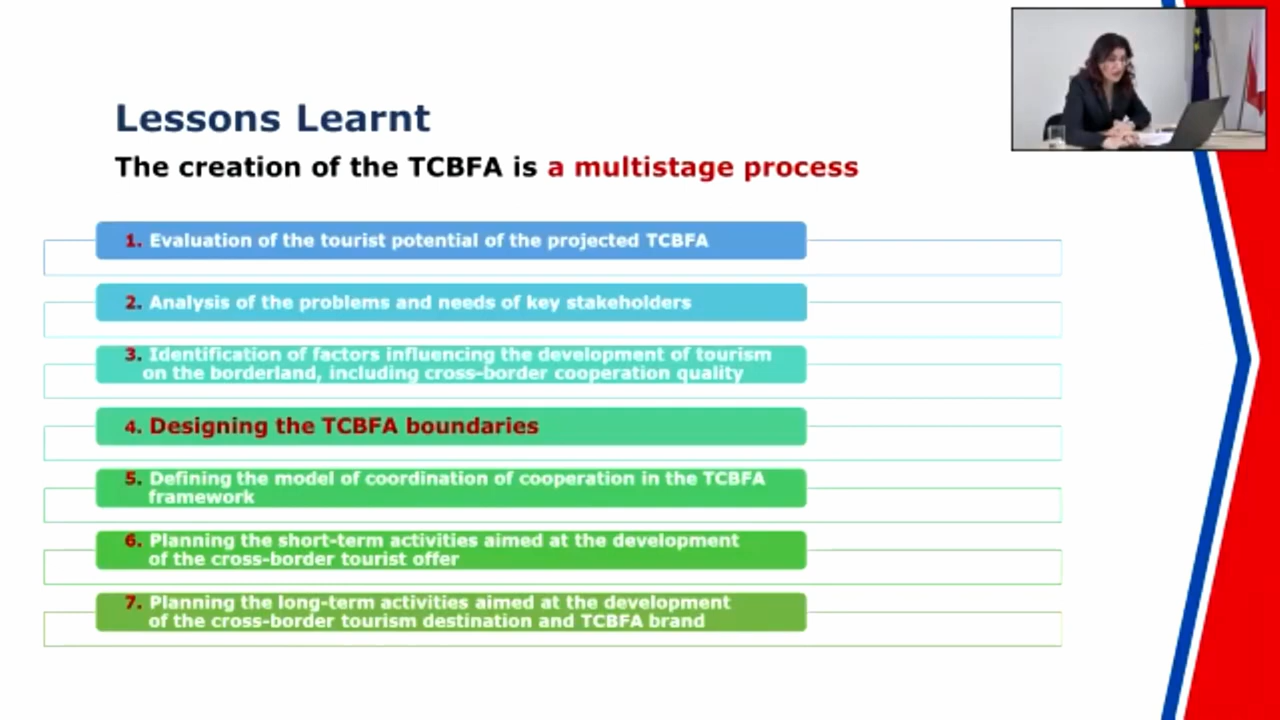 Lessons Learnt
The creation of the TCBFA is a multistage process
1. Evaluation of the tourist potential of the projected TCBFA
2. Analysis of the problems and needs of key stakeholders
3. Identification of factors influencing the development of tourism
on the borderland, including cross-border cooperation quality
4. Designing the TCBFA boundaries
5. Defining the model of coordination of cooperation in the TCBFA
framework
6. Planning the short-term activities aimed at the development
of the cross-border tourist offer
7. Planning the long-term activities aimed at the development
of the cross-border tourism destination and TCBFA brand